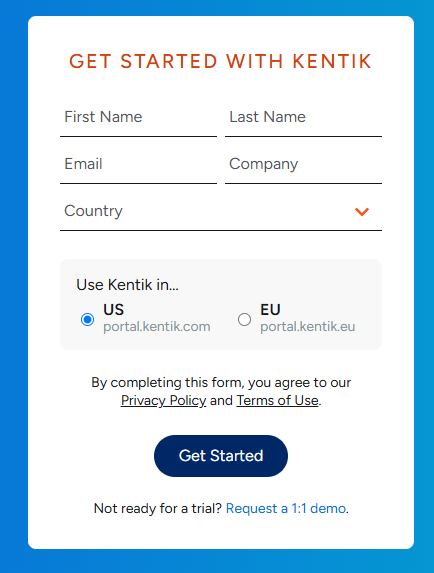 GET STARTED WITH KENTIK
First Name Last Name
Email Company
Country
Use Kentik in...
US EU
portal.kentik.com portal.kentik.eu
By completing this form, you agree to our
Privacy Policy and Terms of Use.
Get Started
Not ready for a trial? Request a 1:1 demo.